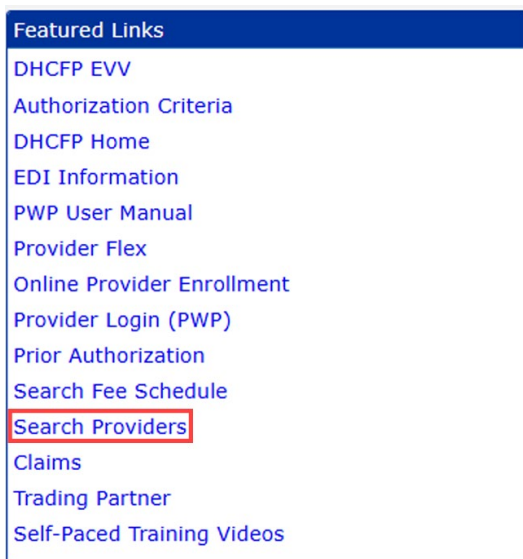 Featured Links
DHCFP EVV
Authorization Criteria
DHCFP Home
EDI Information
PWP User Manual
Provider Flex
Online Provider Enrollment
Provider Login (PWP)
Prior Authorization
Search Fee Schedule
Search Providers
Claims
Trading Partner
Self-Paced Training Videos